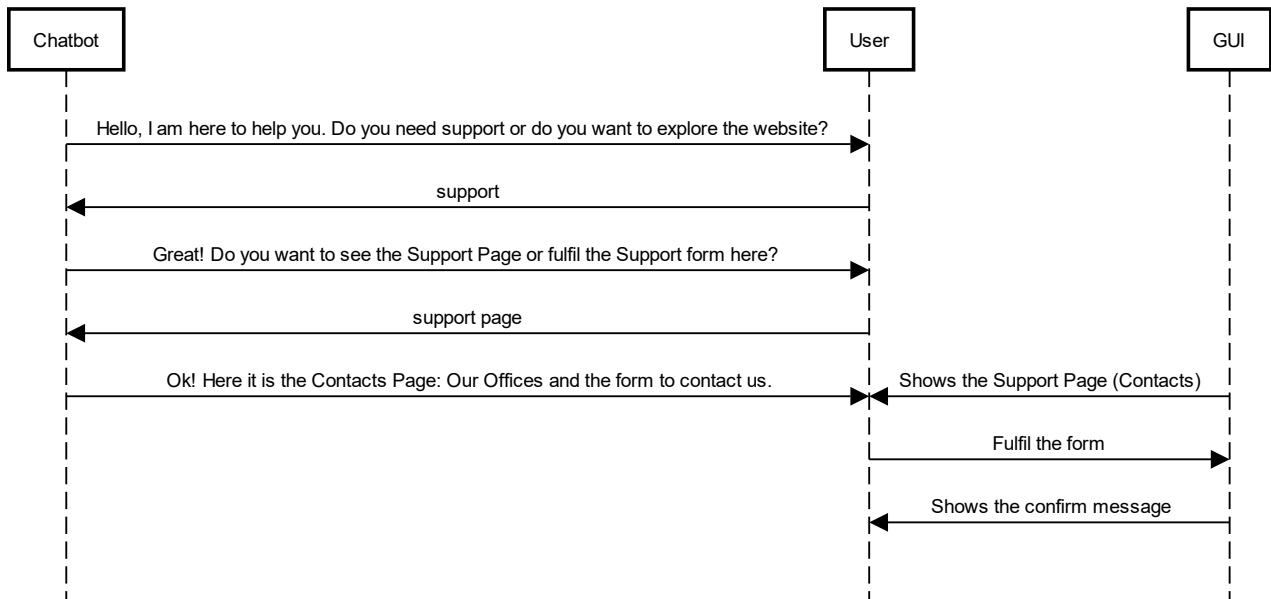 Chatbot
User
GUI
Hello, I am here to help you. Do you need support or do you want to explore the website?
support
Great! Do you want to see the Support Page or fulfil the Support form here?
support page
Ok! Here it is the Contacts Page: Our Offices and the form to contact us.
Shows the Support Page (Contacts)
Fulfil the form
Shows the confirm message